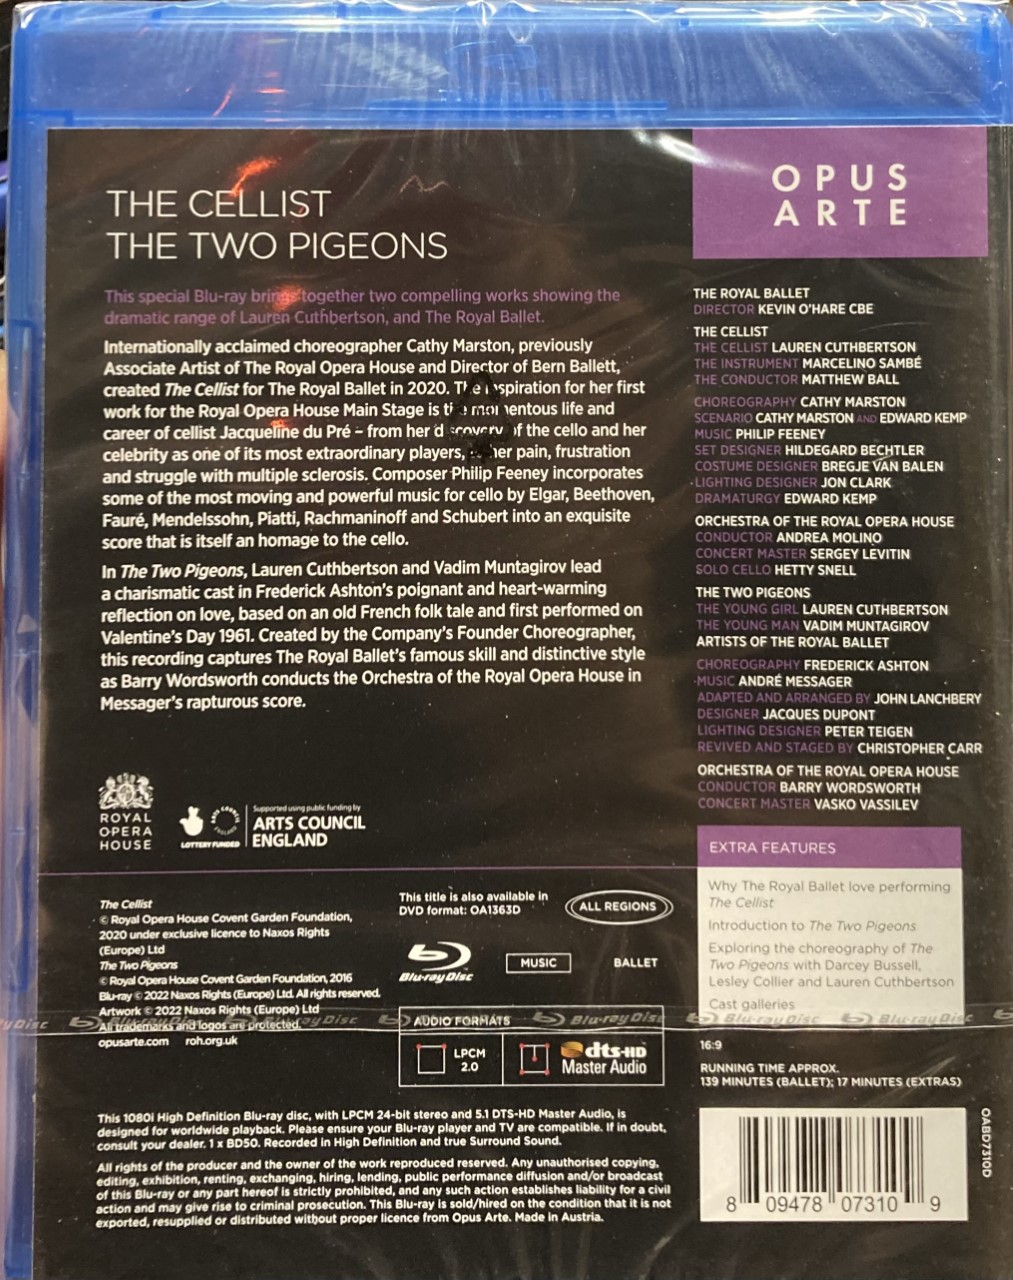 THE CELLIST
THE TWO PIGEONS
This special Blu-ray brings together two compelling works showing the
dramatic range of Lauren Cuthbertson, and The Royal Ballet.
Internationally acclaimed choreographer Cathy Marston, previously
Associate Artist of The Royal Opera House and Director of Bern Ballett,
created The Cellist for The Royal Ballet in 2020. The inspiration for her first
work for the Royal Opera House Main Stage is the momentous life and
career of cellist Jacqueline du Pré – from her discovery of the cello and her
celebrity as one of its most extraordinary players, her pain, frustration
and struggle with multiple sclerosis. Composer Philip Feeney incorporates
some of the most moving and powerful music for cello by Elgar, Beethoven,
Fauré, Mendelssohn, Piatti, Rachmaninoff and Schubert into an exquisite
score that is itself an homage to the cello.
In The Two Pigeons, Lauren Cuthbertson and Vadim Muntagirov lead
a charismatic cast in Frederick Ashton's poignant and heart-warming
reflection on love, based on an old French folk tale and first performed on
Valentine's Day 1961. Created by the Company's Founder Choreographer,
this recording captures The Royal Ballet's famous skill and distinctive style
as Barry Wordsworth conducts the Orchestra of the Royal Opera House in
Messager's rapturous score.
ROYAL
OPERA
HOUSE
LOTTERY FUNDED
Supported using public funding by
ARTS COUNCIL
ENGLAND
The Cellist
© Royal Opera House Covent Garden Foundation,
2020 under exclusive licence to Naxos Rights
(Europe) Ltd
The Two Pigeons
© Royal Opera House Covent Garden Foundation, 2016
Blu-ray © 2022 Naxos Rights (Europe) Ltd. All rights reserved.
Artwork © 2022 Naxos Rights (Europe) Ltd
All trademarks and logos are protected.
opusarte.com roh.org.uk
This title is also available in
DVD format: OA1363D
ALL REGIONS
Blu-ray Disc
MUSIC
BALLET
AUDIO FORMATS
LPCM
2.0
dts-HD
Master Audio
Blu-ray Disc Blu-ray Disc Blu-ray Disc
This 1080i High Definition Blu-ray disc, with LPCM 24-bit stereo and 5.1 DTS-HD Master Audio, is
designed for worldwide playback. Please ensure your Blu-ray player and TV are compatible. If in doubt,
consult your dealer. 1 x BD50. Recorded in High Definition and true Surround Sound.
All rights of the producer and the owner of the work reproduced reserved. Any unauthorised copying,
editing, exhibition, renting, exchanging, hiring, lending, public performance diffusion and/or broadcast
of this Blu-ray or any part hereof is strictly prohibited, and any such action establishes liability for a civil
action and may give rise to criminal prosecution. This Blu-ray is sold/hired on the condition that it is not
exported, resupplied or distributed without proper licence from Opus Arte. Made in Austria.
OPUS
ARTE
THE ROYAL BALLET
DIRECTOR KEVIN O'HARE CBE
THE CELLIST
THE CELLIST LAUREN CUTHBERTSON
THE INSTRUMENT MARCELINO SAMBÉ
THE CONDUCTOR MATTHEW BALL
CHOREOGRAPHY CATHY MARSTON
SCENARIO CATHY MARSTON AND EDWARD KEMP
MUSIC PHILIP FEENEY
SET DESIGNER HILDEGARD BECHTLER
COSTUME DESIGNER BREGJE VAN BALEN
LIGHTING DESIGNER JON CLARK
DRAMATURGY EDWARD KEMP
ORCHESTRA OF THE ROYAL OPERA HOUSE
CONDUCTOR ANDREA MOLINO
CONCERT MASTER SERGEY LEVITIN
SOLO CELLO HETTY SNELL
THE TWO PIGEONS
THE YOUNG GIRL LAUREN CUTHBERTSON
THE YOUNG MAN VADIM MUNTAGIROV
ARTISTS OF THE ROYAL BALLET
CHOREOGRAPHY FREDERICK ASHTON
MUSIC ANDRÉ MESSAGER
ADAPTED AND ARRANGED BY JOHN LANCHBERY
DESIGNER JACQUES DUPONT
LIGHTING DESIGNER PETER TEIGEN
REVIVED AND STAGED BY CHRISTOPHER CARR
ORCHESTRA OF THE ROYAL OPERA HOUSE
CONDUCTOR BARRY WORDSWORTH
CONCERT MASTER VASKO VASSILEV
EXTRA FEATURES
Why The Royal Ballet love performing
The Cellist
Introduction to The Two Pigeons
Exploring the choreography of The
Two Pigeons with Darcey Bussell,
Lesley Collier and Lauren Cuthbertson
Cast galleries
16:9
RUNNING TIME APPROX.
139 MINUTES (BALLET); 17 MINUTES (EXTRAS)
8 09478 07310 9
OABD7310D